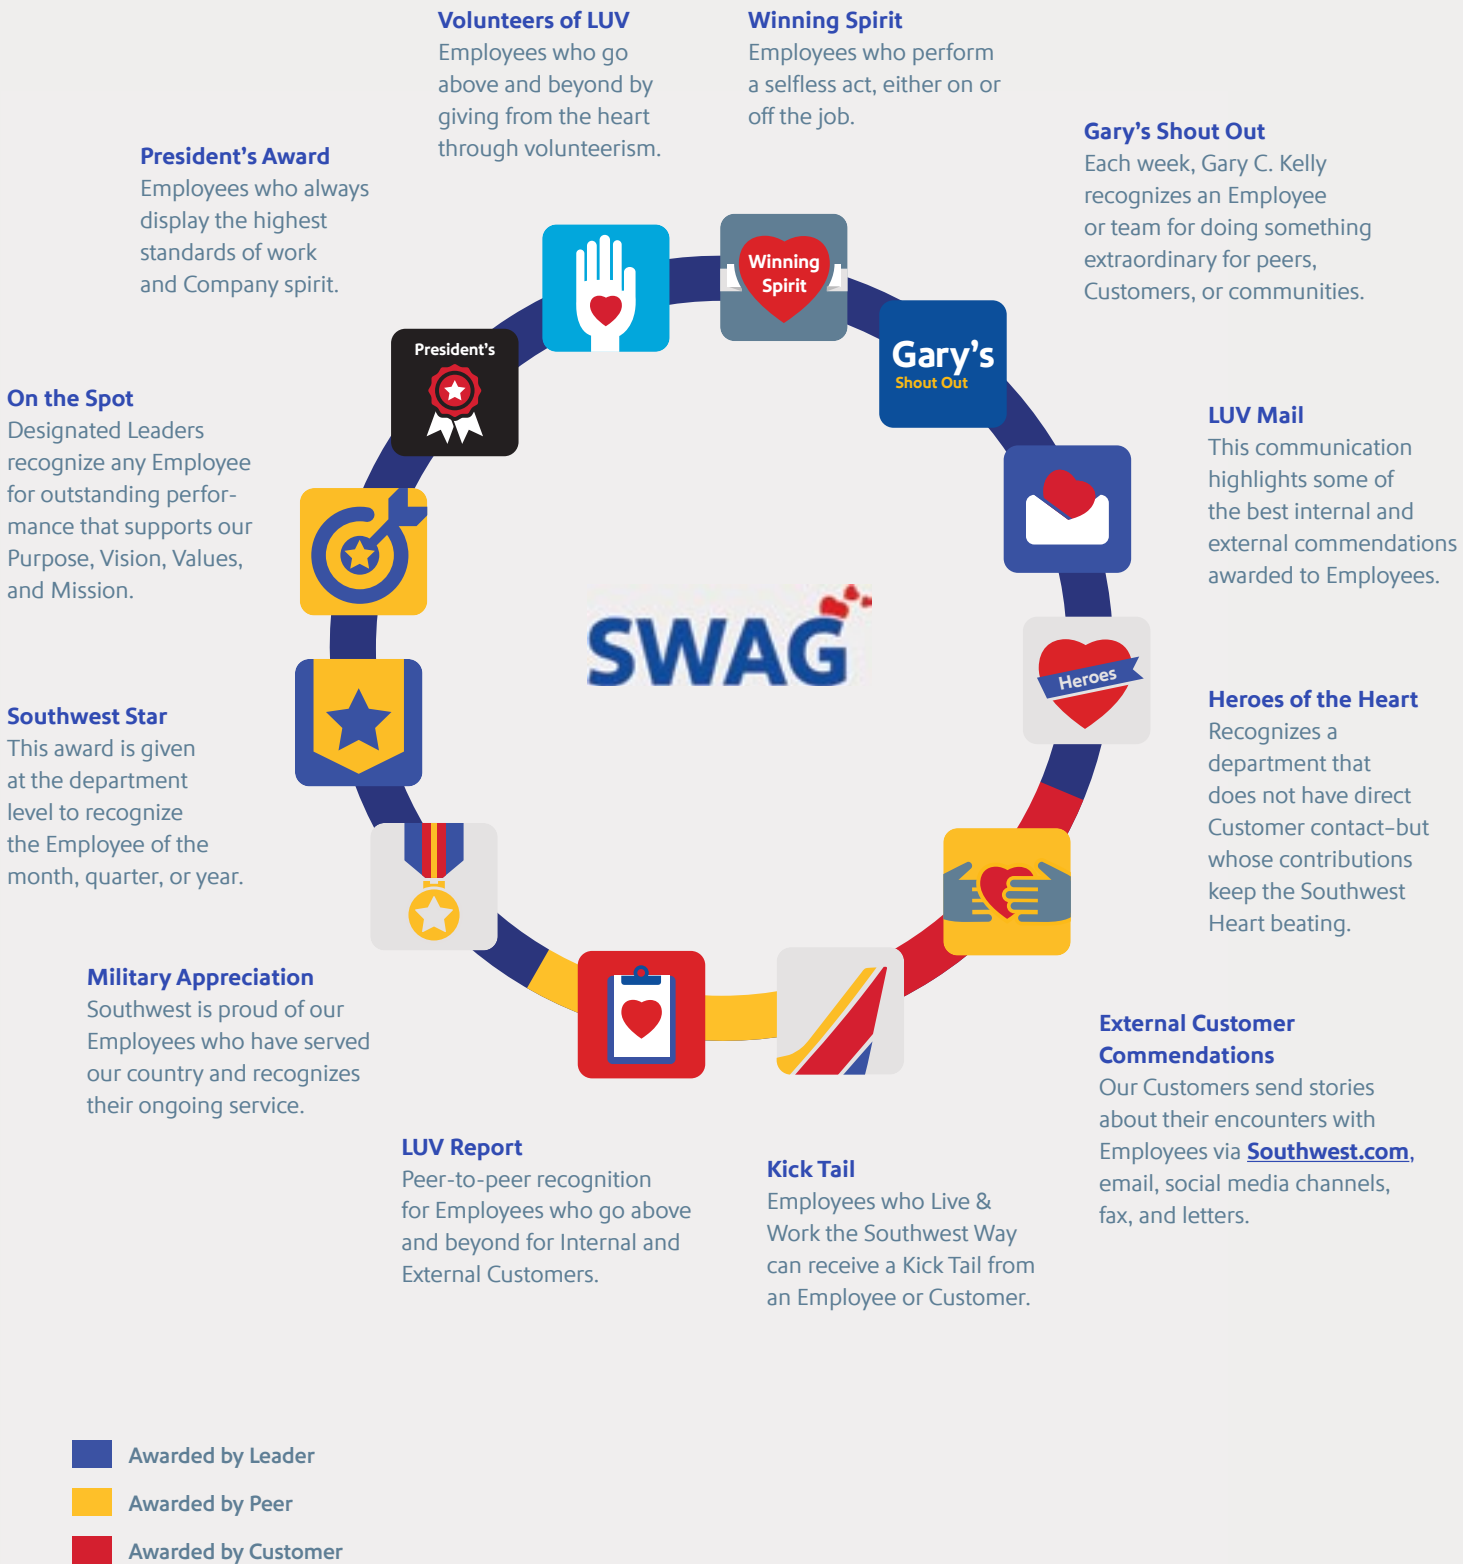 Volunteers of LUV
Employees who go
above and beyond by
giving from the heart
through volunteerism.
Winning Spirit
Employees who perform
a selfless act, either on or
off the job.
Gary's Shout Out
Each week, Gary C. Kelly
recognizes an Employee
or team for doing something
extraordinary for peers,
Customers, or communities.
President's Award
Employees who always
display the highest
standards of work
and Company spirit.
Winning
Spirit
President's
Gary's
Shout Out
On the Spot
Designated Leaders
recognize any Employee
for outstanding perfor-
mance that supports our
Purpose, Vision, Values,
and Mission.
LUV Mail
This communication
highlights some of
the best internal and
external commendations
awarded to Employees.
SWAG
Heroes
Southwest Star
This award is given
at the department
level to recognize
the Employee of the
month, quarter, or year.
Heroes of the Heart
Recognizes a
department that
does not have direct
Customer contact–but
whose contributions
keep the Southwest
Heart beating.
Military Appreciation
Southwest is proud of our
Employees who have served
our country and recognizes
their ongoing service.
LUV Report
Peer-to-peer recognition
for Employees who go above
and beyond for Internal and
External Customers.
Kick Tail
Employees who Live &
Work the Southwest Way
can receive a Kick Tail from
an Employee or Customer.
External Customer
Commendations
Our Customers send stories
about their encounters with
Employees via Southwest.com,
email, social media channels,
fax, and letters.
Awarded by Leader
Awarded by Peer
Awarded by Customer